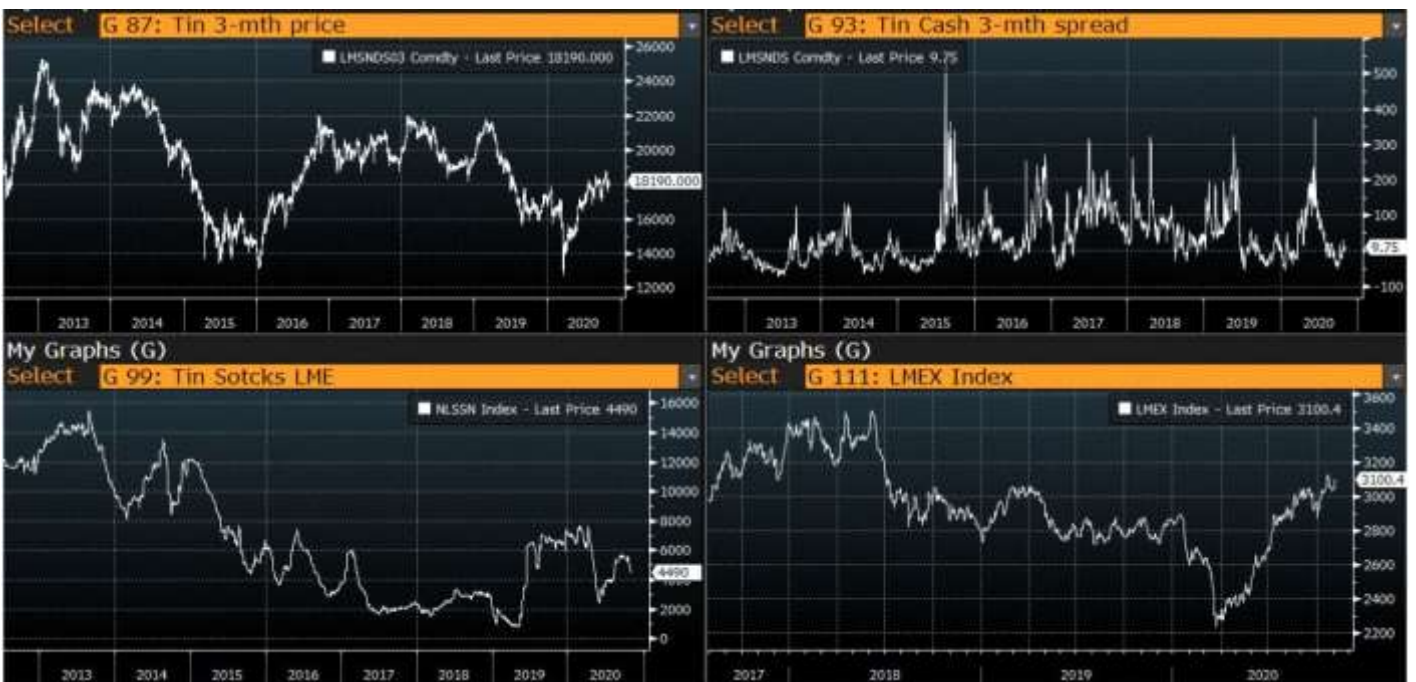 Select G 87: Tin 3-mth price
LMSNDS03 Comdty - Last Price 18190.000
26000
24000
22000
20000
18190.000
16000
14000
12000
2013 2014 2015 2016 2017 2018 2019 2020
Select G 93: Tin Cash 3-mth spread
LMSNDS Comdty - Last Price 9.75
500
400
300
200
100
9.75
-100
2013 2014 2015 2016 2017 2018 2019 2020
My Graphs (G)
Select G 99: Tin Sotcks LME
NLSSN Index - Last Price 4490
16000
14000
12000
10000
8000
6000
4490
2000
0
2013 2014 2015 2016 2017 2018 2019 2020
My Graphs (G)
Select G 111: LMEX Index
LMEX Index - Last Price 3100.4
3600
3400
3200
3100.4
3000
2800
2600
2400
2200
2017 2018 2019 2020